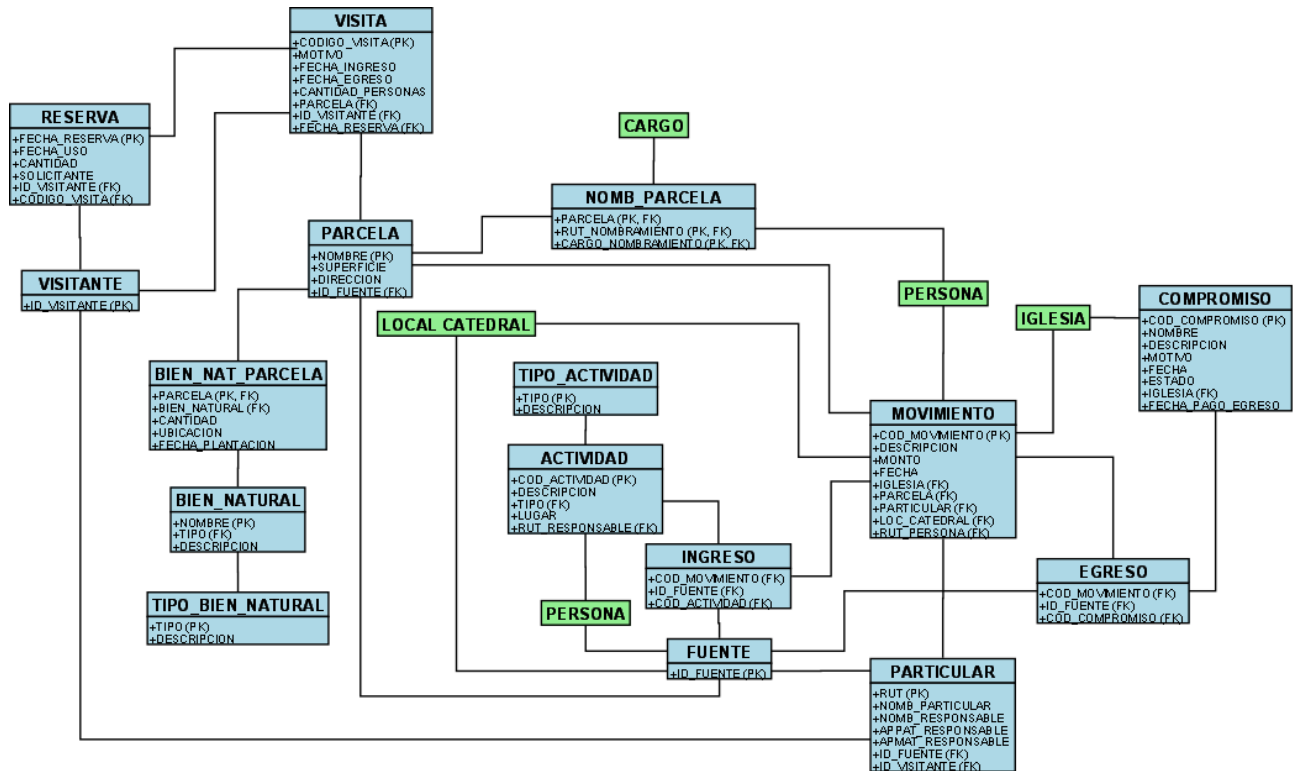 VISITA
+CODIGO_VISITA(PK)
+MOTIVO
+FECHA_INGRESO
+FECHA_EGRESO
+CANTIDAD_PERSONAS
+PARCELA(FK)
+ID_VISITANTE(FK)
+FECHA_RESERVA(FK)
RESERVA
+FECHA_RESERVA(PK)
+FECHA_USO
+CANTIDAD
+SOLICITANTE
+ID_VISITANTE(FK)
+CODIGO_VISITA(FK)
CARGO
NOMB_PARCELA
+PARCELA(PK, FK)
+RUT_NOMBRAMIENTO(PK, FK)
+CARGO_NOMBRAMIENTO(PK, FK)
PARCELA
+NOMBRE(PK)
+SUPERFICIE
+DIRECCION
+ID_FUENTE(FK)
VISITANTE
+ID_VISITANTE(PK)
PERSONA
LOCAL CATEDRAL
IGLESIA
COMPROMISO
+COD_COMPROMISO(PK)
+NOMBRE
+DESCRIPCION
+MOTIVO
+FECHA
+ESTADO
+IGLESIA(FK)
+FECHA_PAGO_EGRESO
BIEN_NAT_PARCELA
+PARCELA(PK, FK)
+BIEN_NATURAL(FK)
+CANTIDAD
+UBICACION
+FECHA_PLANTACION
TIPO_ACTIVIDAD
+TIPO(PK)
+DESCRIPCION
MOVIMIENTO
+COD_MOVIMIENTO(PK)
+DESCRIPCION
+MONTO
+FECHA
+IGLESIA(FK)
+PARCELA(FK)
+PARTICULAR(FK)
+LOC_CATEDRAL(FK)
+RUT_PERSONA(FK)
ACTIVIDAD
+COD_ACTIVIDAD(PK)
+DESCRIPCION
+TIPO(FK)
+LUGAR
+RUT_RESPONSABLE(FK)
BIEN_NATURAL
+NOMBRE(PK)
+TIPO(FK)
+DESCRIPCION
INGRESO
+COD_MOVIMIENTO(FK)
+ID_FUENTE(FK)
+COD_ACTIVIDAD(FK)
EGRESO
+COD_MOVIMIENTO(FK)
+ID_FUENTE(FK)
+COD_COMPROMISO(FK)
TIPO_BIEN_NATURAL
+TIPO(PK)
+DESCRIPCION
PERSONA
FUENTE
+ID_FUENTE(PK)
PARTICULAR
+RUT(PK)
+NOMB_PARTICULAR
+NOMB_RESPONSABLE
+APPAT_RESPONSABLE
+APMAT_RESPONSABLE
+ID_FUENTE(FK)
+ID_VISITANTE(FK)